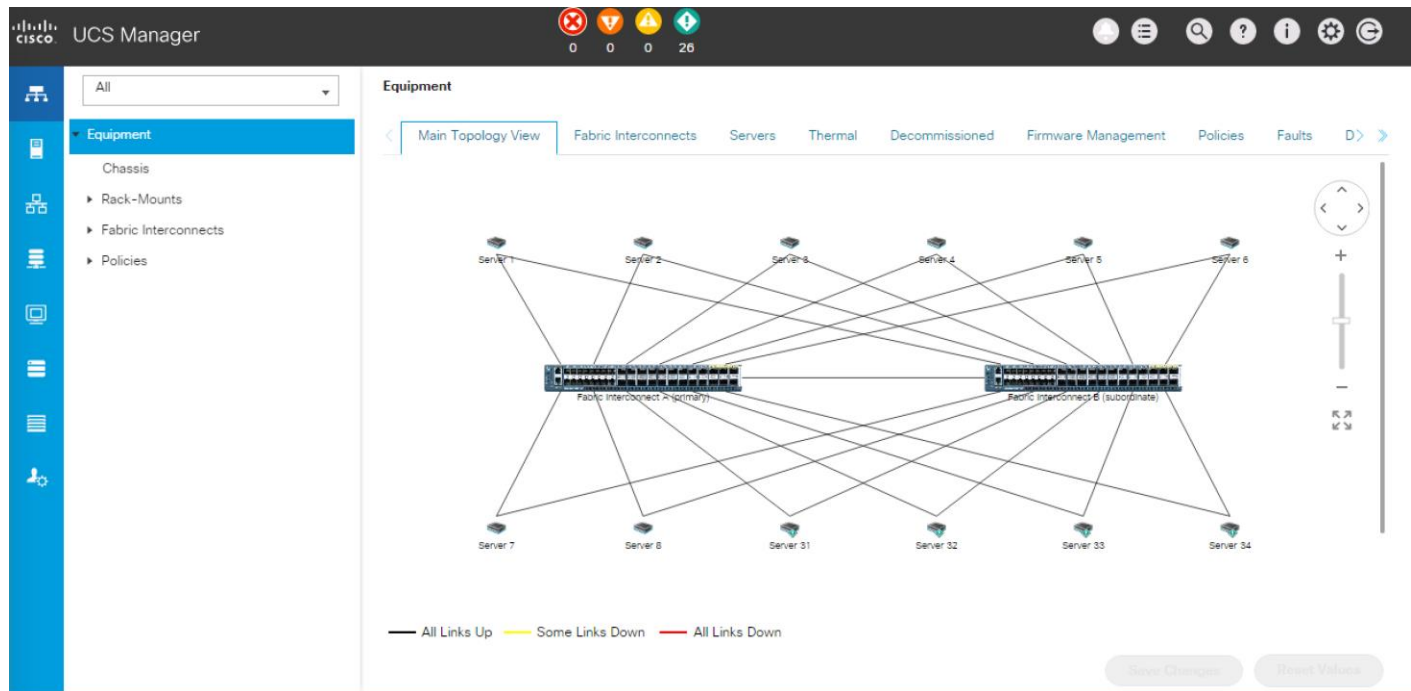 CISCO. UCS Manager
0 0 0 26
All
Equipment
Chassis
Rack-Mounts
Fabric Interconnects
Policies
Equipment
Main Topology View Fabric Interconnects Servers Thermal Decommissioned Firmware Management Policies Faults D
Server 1 Server 2 Server 3 Server 4 Server 5 Server 6
Fabric Interconnect A (primary) Fabric Interconnect B (subordinate)
Server 7 Server 8 Server 31 Server 32 Server 33 Server 34
All Links Up Some Links Down All Links Down
Save Changes Reset Values